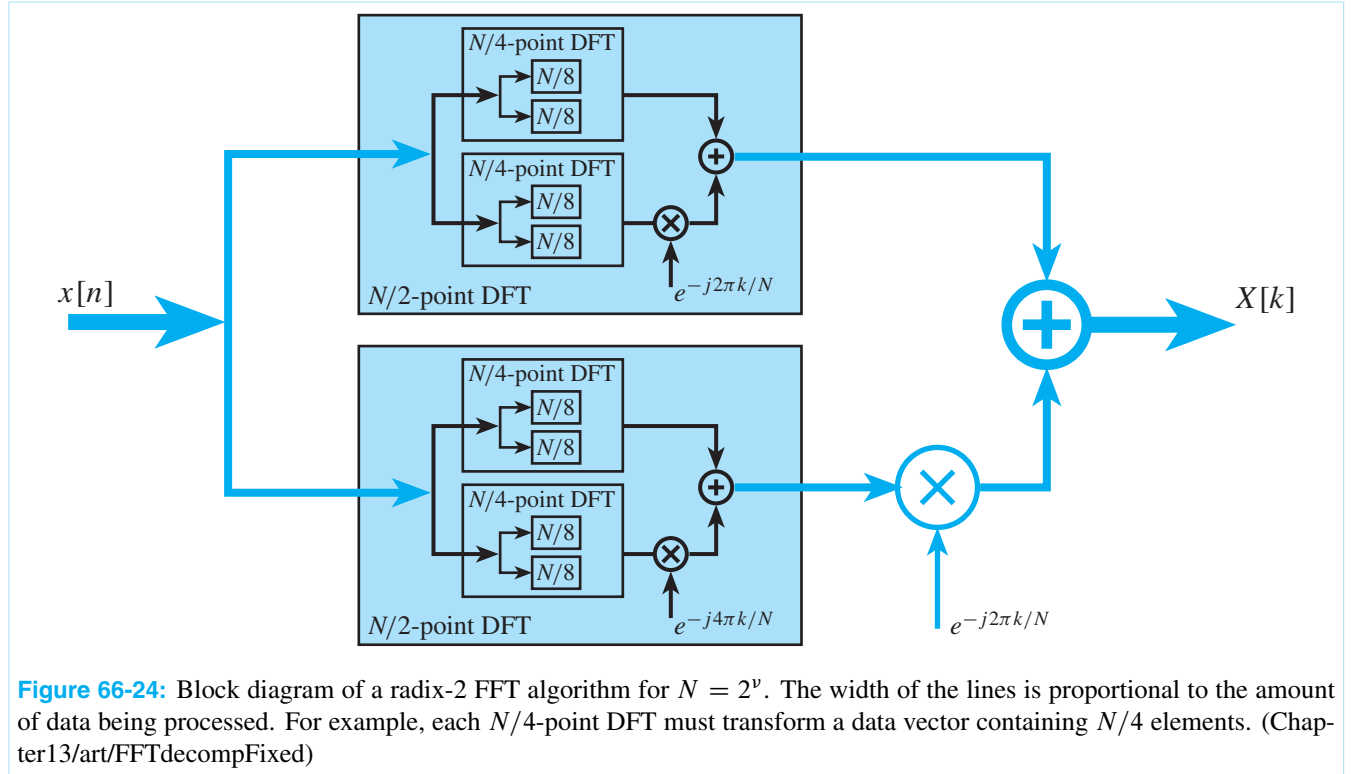 N/4-point DFT
N/8
N/8
N/4-point DFT
N/8
N/8
e^{-j2πk/N}
N/2-point DFT
x[n]
X[k]
N/4-point DFT
N/8
N/8
N/4-point DFT
N/8
N/8
e^{-j4πk/N}
N/2-point DFT
e^{-j2πk/N}
Figure 66-24: Block diagram of a radix-2 FFT algorithm for N = 2^ν. The width of the lines is proportional to the amount
of data being processed. For example, each N/4-point DFT must transform a data vector containing N/4 elements. (Chap-
ter13/art/FFTdecompFixed)